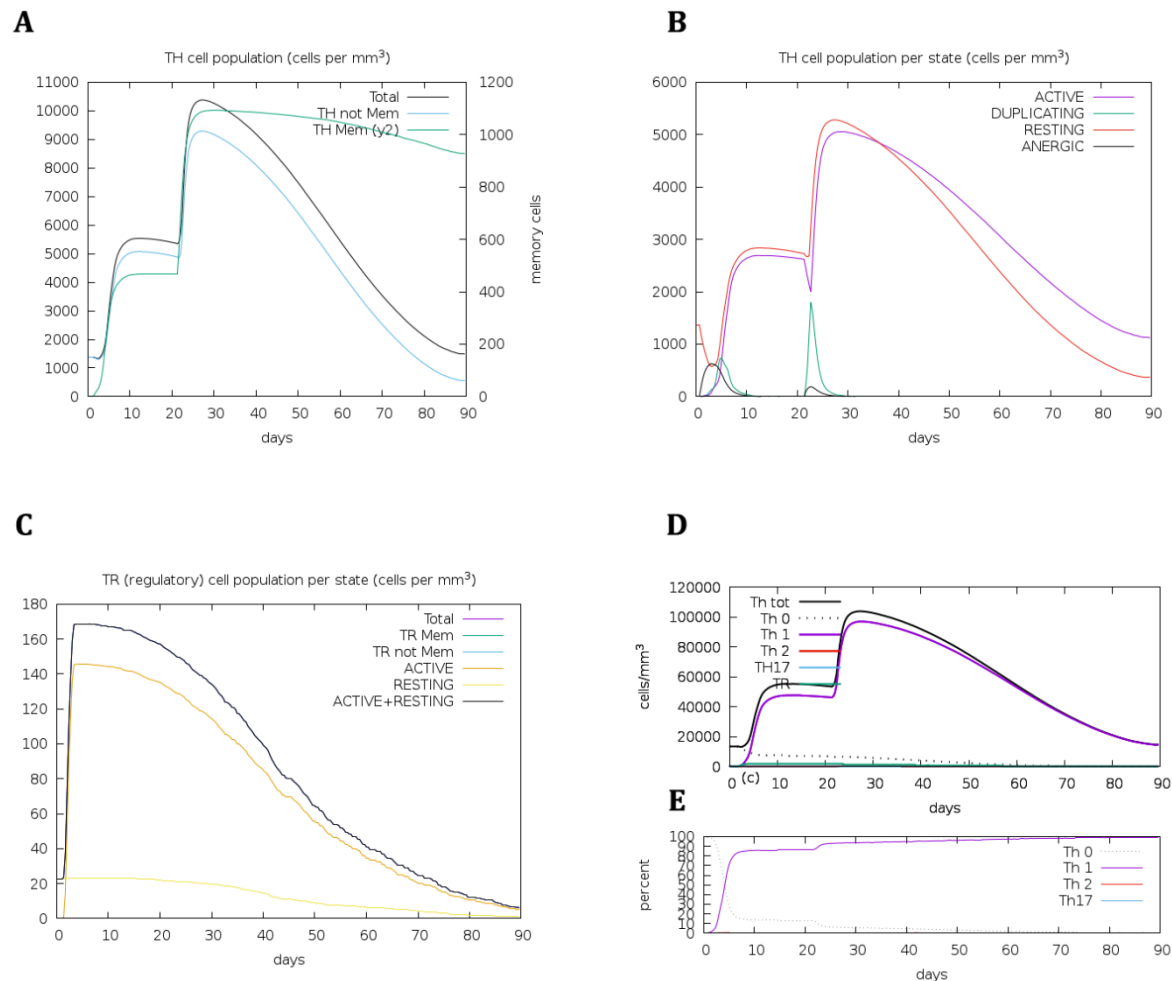 A
TH cell population (cells per mm³)
11000
10000
9000
8000
7000
6000
5000
4000
3000
2000
1000
0
1200
1000
800
600
400
200
0
Total
TH not Mem
TH Mem (y2)
memory cells
0 10 20 30 40 50 60 70 80 90
days
B
TH cell population per state (cells per mm³)
6000
5000
4000
3000
2000
1000
0
ACTIVE
DUPLICATING
RESTING
ANERGIC
0 10 20 30 40 50 60 70 80 90
days
C
TR (regulatory) cell population per state (cells per mm³)
180
160
140
120
100
80
60
40
20
0
Total
TR Mem
TR not Mem
ACTIVE
RESTING
ACTIVE+RESTING
0 10 20 30 40 50 60 70 80 90
days
D
120000
100000
80000
60000
40000
20000
0
cells/mm³
Th tot
Th 0
Th 1
Th 2
TH17
TR
0 10 20 30 40 50 60 70 80 90
(c)
days
E
100
90
80
70
60
50
40
30
20
10
0
percent
Th 0
Th 1
Th 2
Th17
0 10 20 30 40 50 60 70 80 90
days